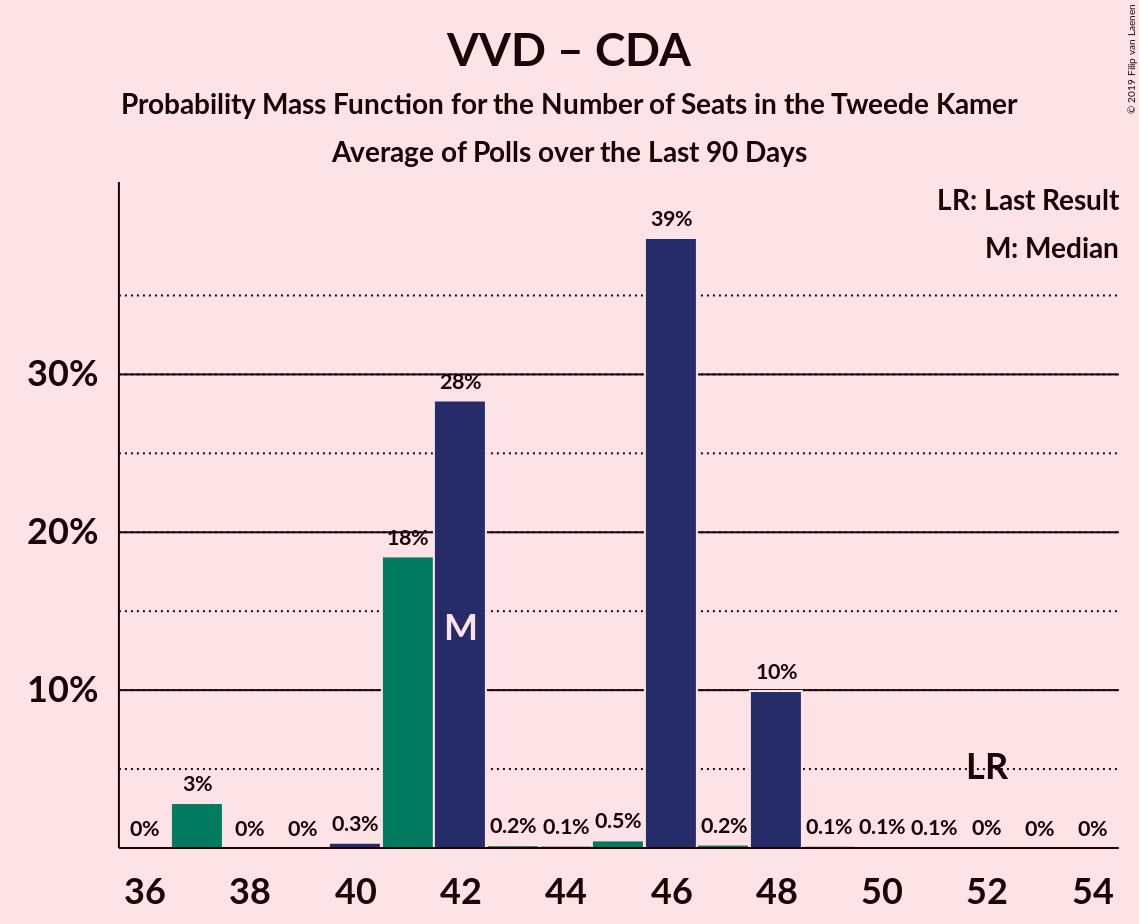 VVD – CDA
Probability Mass Function for the Number of Seats in the Tweede Kamer
Average of Polls over the Last 90 Days
© 2019 Filip van Laenen
LR: Last Result
M: Median
39%
30%
28%
20%
18%
M
10%
10%
LR
3%
0% 0% 0% 0.3% 0.2% 0.1% 0.5% 0.2% 0.1% 0.1% 0.1% 0% 0% 0%
36 38 40 42 44 46 48 50 52 54